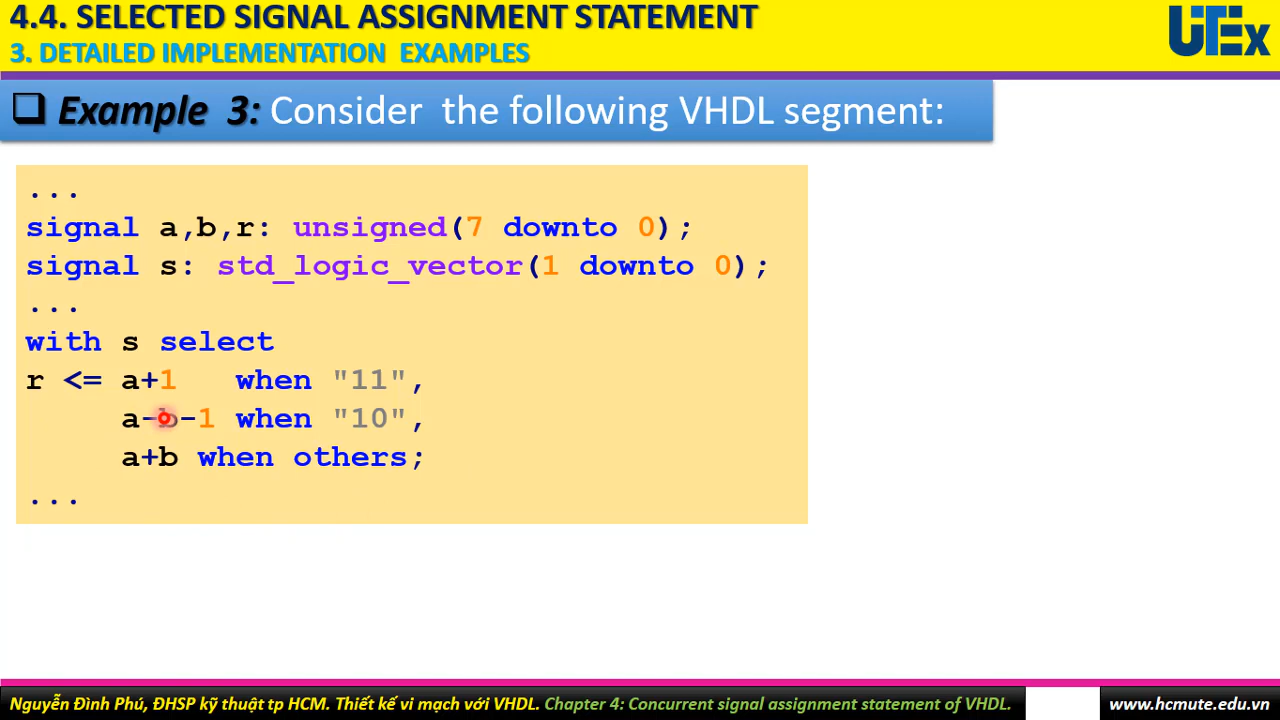 4.4. SELECTED SIGNAL ASSIGNMENT STATEMENT
3. DETAILED IMPLEMENTATION EXAMPLES
UTEx
Example 3: Consider the following VHDL segment:
...
signal a,b,r: unsigned(7 downto 0);
signal s: std_logic_vector(1 downto 0);
...
with s select
r <= a+1 when "11",
a-b-1 when "10",
a+b when others;
...
Nguyễn Đình Phú, ĐHSP kỹ thuật tp HCM. Thiết kế vi mạch với VHDL. Chapter 4: Concurrent signal assignment statement of VHDL.
www.hcmute.edu.vn